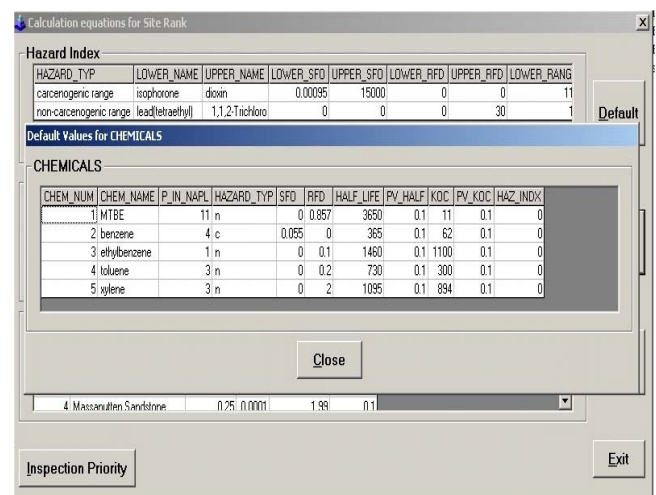 Calculation equations for Site Rank
Hazard Index
HAZARD_TYP LOWER_NAME UPPER_NAME LOWER_SFO UPPER_SFO LOWER_RFD UPPER_RFD LOWER_RANG
carcenogenic range isophorone dioxin 0.00095 15000 0 0 11
non-carcenogenic range lead(tetraethyl) 1,1,2-Trichloro 0 0 0 30 1
Default
Default Values for CHEMICALS
CHEMICALS
CHEM_NUM CHEM_NAME P_IN_NAPL HAZARD_TYP SFO RFD HALF_LIFE PV_HALF KOC PV_KOC HAZ_INDX
1 MTBE 11 n 0 0.857 3650 0.1 11 0.1 0
2 benzene 4 c 0.055 0 365 0.1 62 0.1 0
3 ethylbenzene 1 n 0 0.1 1460 0.1 1100 0.1 0
4 toluene 3 n 0 0.2 730 0.1 300 0.1 0
5 xylene 3 n 0 2 1095 0.1 894 0.1 0
Close
4 Massanutten Sandstone 0.25 0.0001 1.99 0.1
Inspection Priority
Exit